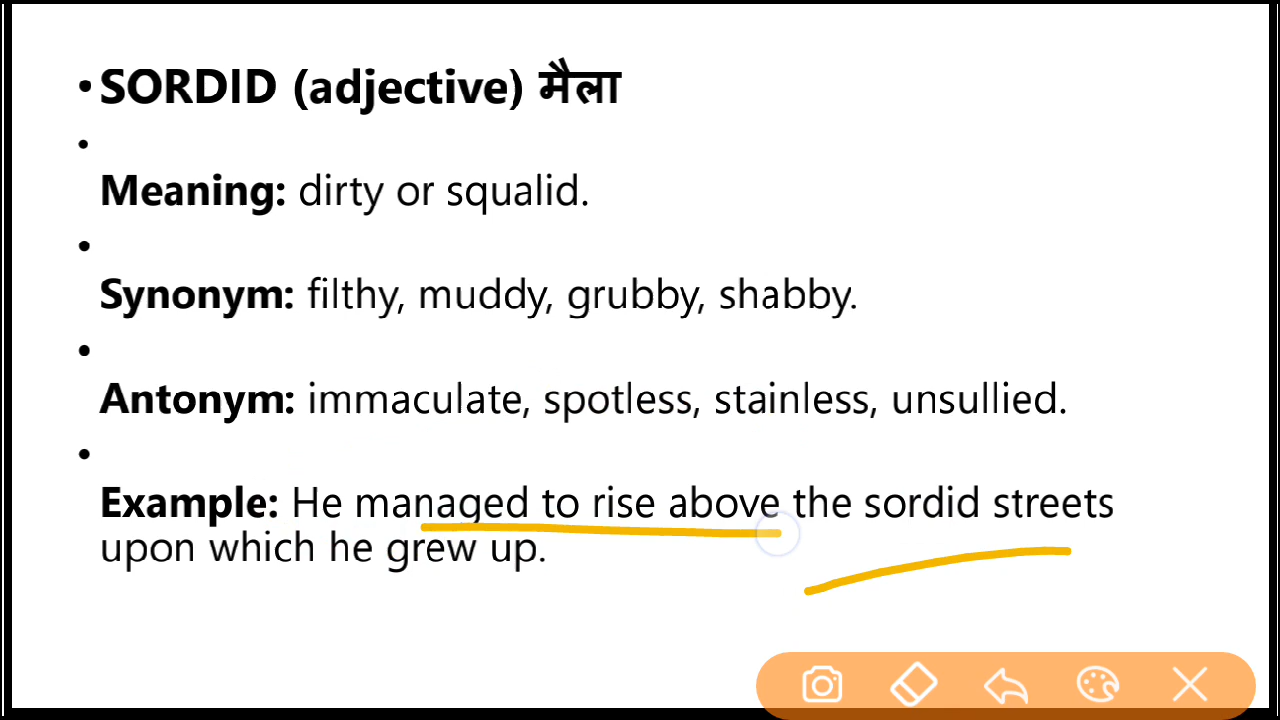 • SORDID (adjective) मैला
•
Meaning: dirty or squalid.
•
Synonym: filthy, muddy, grubby, shabby.
•
Antonym: immaculate, spotless, stainless, unsullied.
•
Example: He managed to rise above the sordid streets
upon which he grew up.